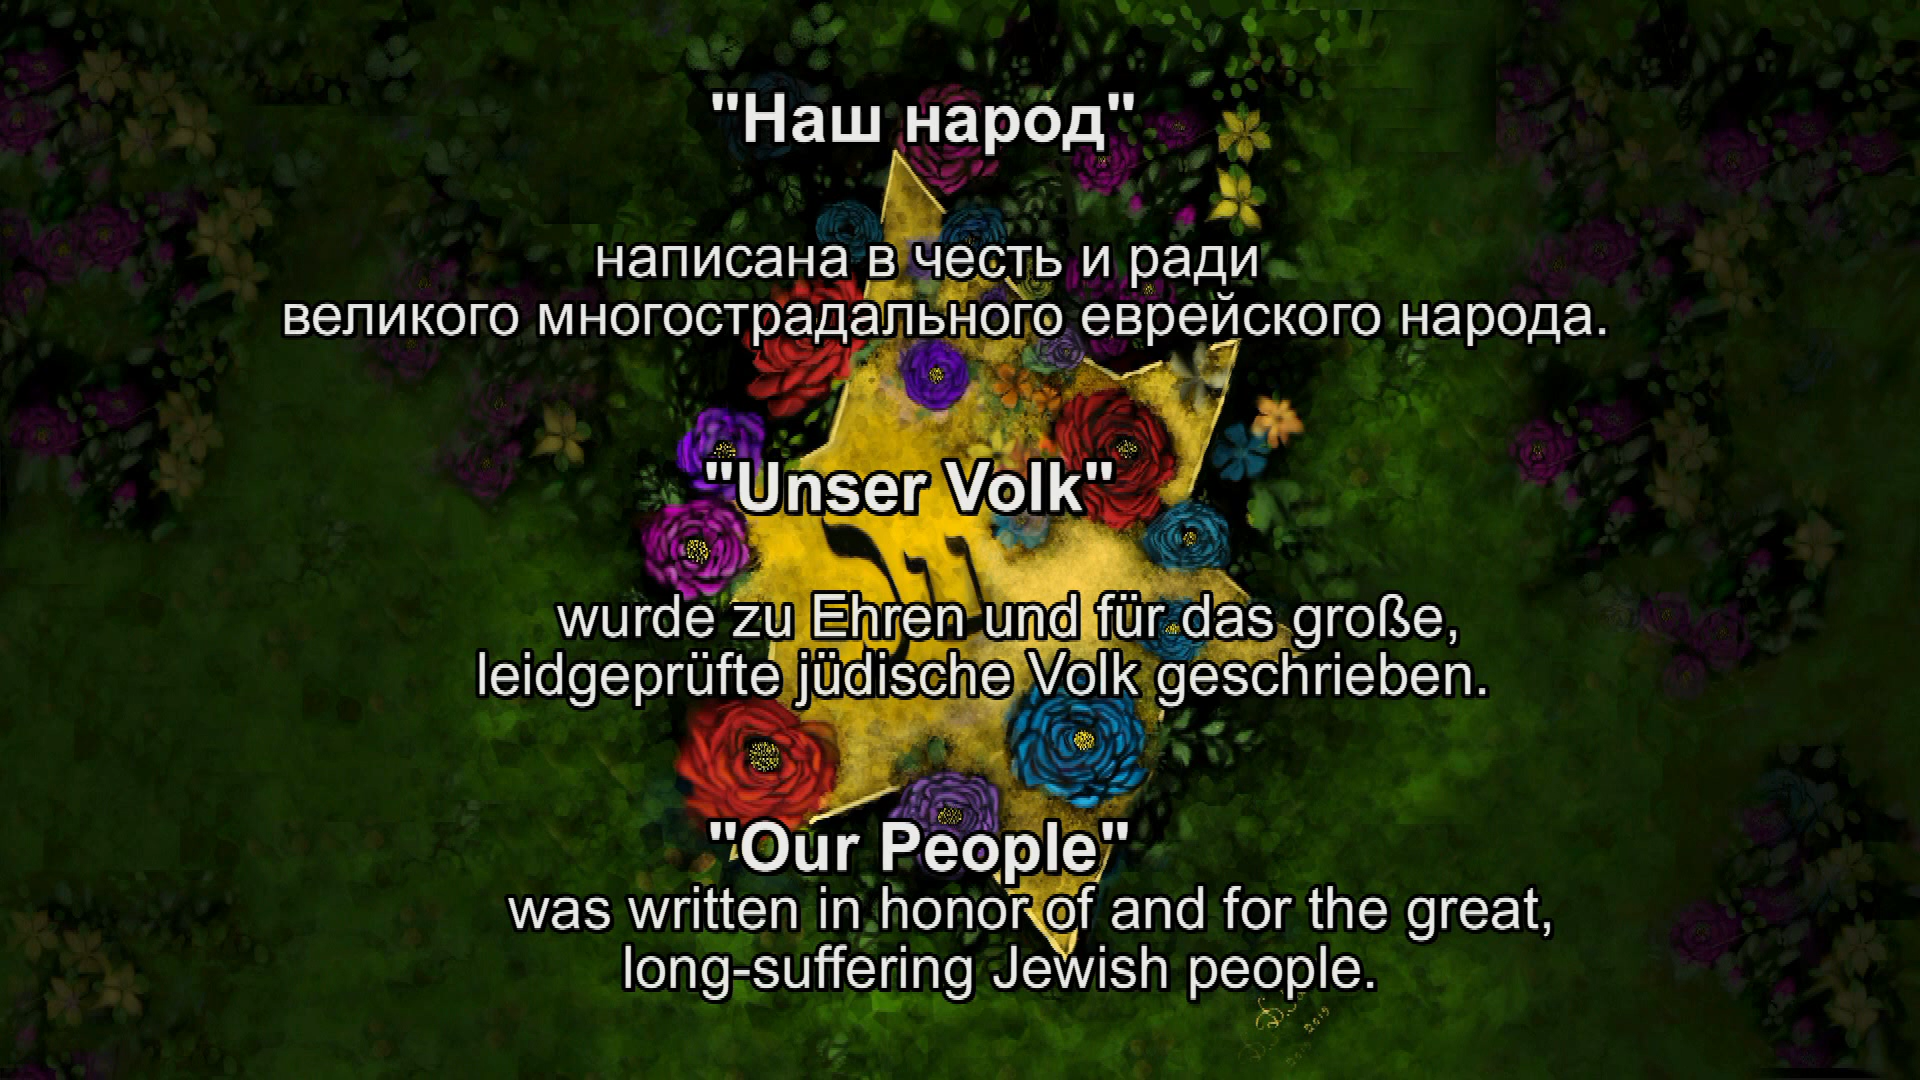 "Наш народ"
написана в честь и ради
великого многострадального еврейского народа.
"Unser Volk"
wurde zu Ehren und für das große,
leidgeprüfte jüdische Volk geschrieben.
"Our People"
was written in honor of and for the great,
long-suffering Jewish people.
2019